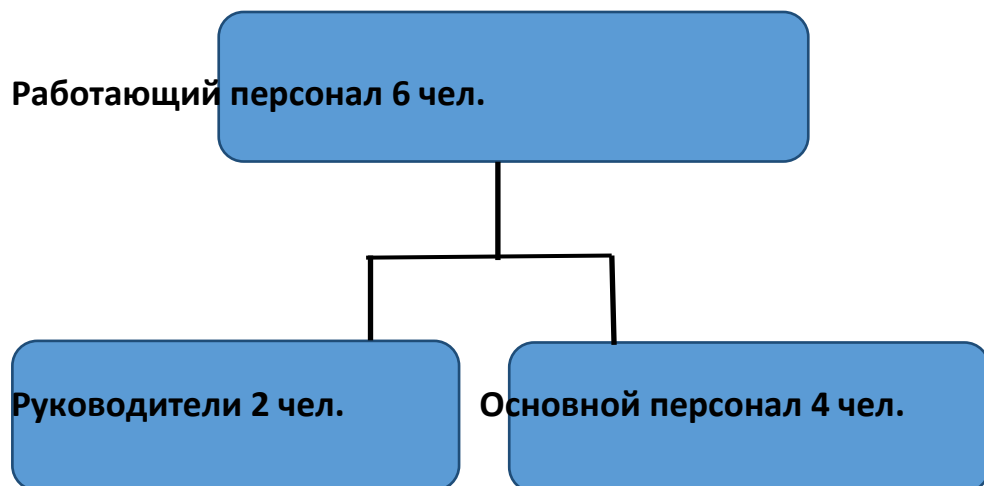 Работающий персонал 6 чел.
Руководители 2 чел.
Основной персонал 4 чел.